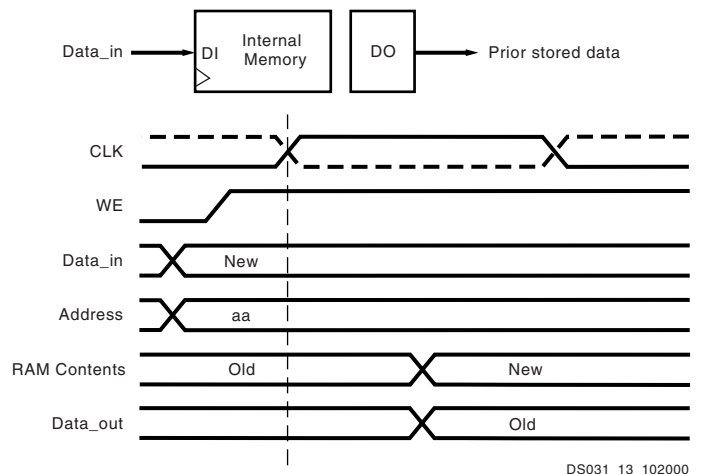 Data_in
DI
Internal
Memory
DO
Prior stored data
CLK
WE
Data_in
New
Address
aa
RAM Contents
Old
New
Data_out
Old
DS031_13_102000